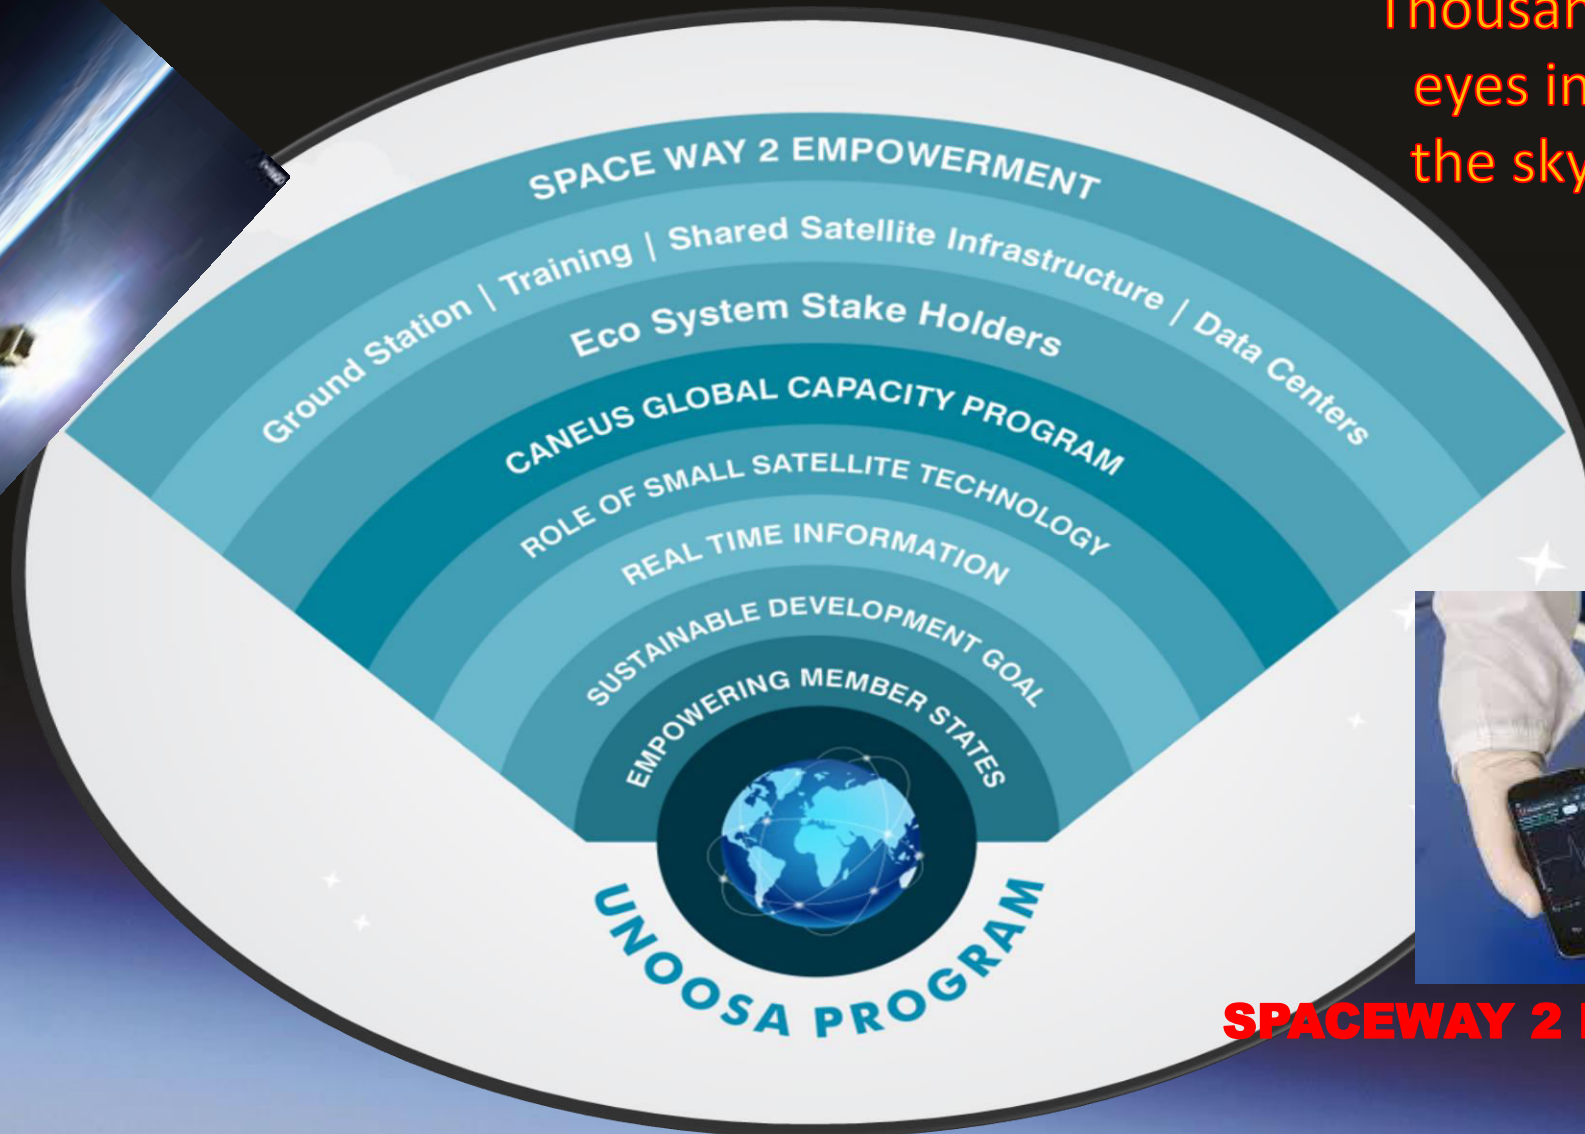 eyes in
the sky
SPACE WAY 2 EMPOWERMENT
Ground Station | Training | Shared Satellite Infrastructure | Data Centers
Eco System Stake Holders
CANEUS GLOBAL CAPACITY PROGRAM
ROLE OF SMALL SATELLITE TECHNOLOGY
REAL TIME INFORMATION
SUSTAINABLE DEVELOPMENT GOAL
EMPOWERING MEMBER STATES
UNOOSA PROGRAM
SPACEWAY 2